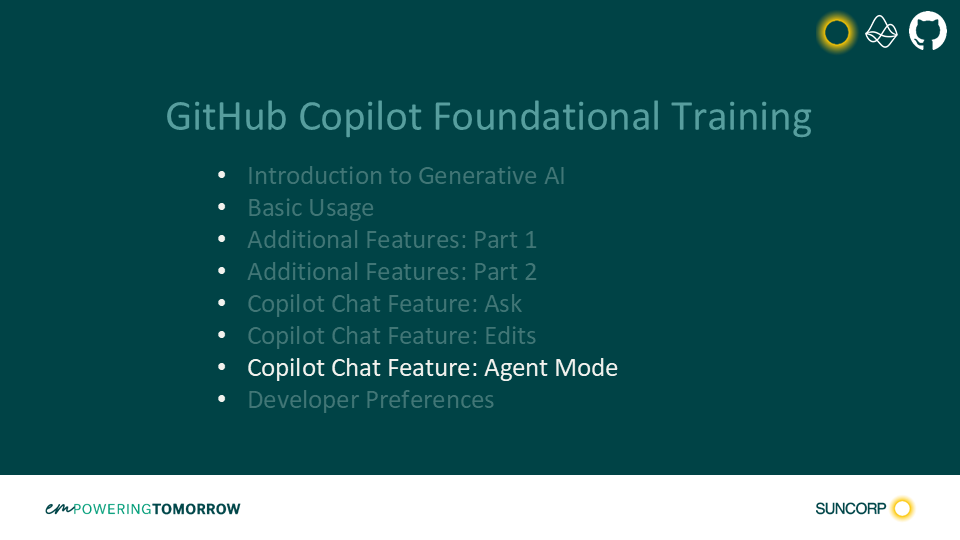 GitHub Copilot Foundational Training
• Introduction to Generative AI
• Basic Usage
• Additional Features: Part 1
• Additional Features: Part 2
• Copilot Chat Feature: Ask
• Copilot Chat Feature: Edits
• Copilot Chat Feature: Agent Mode
• Developer Preferences
emPOWERINGTOMORROW
SUNCORP